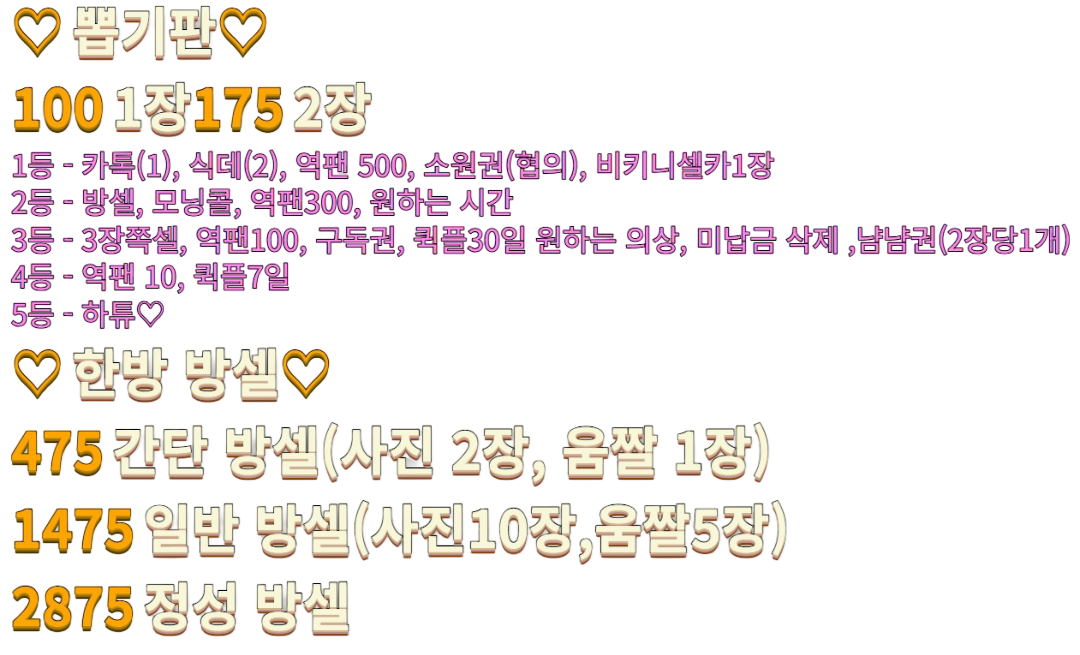 ♡ 뽑기판♡
100 1장175 2장
1등 - 카톡(1), 식데(2), 역팬 500, 소원권(협의), 비키니셀카1장
2등 - 방셀, 모닝콜, 역팬300, 원하는 시간
3등 - 3장쪽셀, 역팬100, 구독권, 퀵플30일 원하는 의상, 미납금 삭제 ,냠냠권(2장당1개)
4등 - 역팬 10, 퀵플7일
5등 - 하튜♡
♡ 한방 방셀♡
475 간단 방셀(사진 2장, 움짤 1장)
1475 일반 방셀(사진10장,움짤5장)
2875 정성 방셀